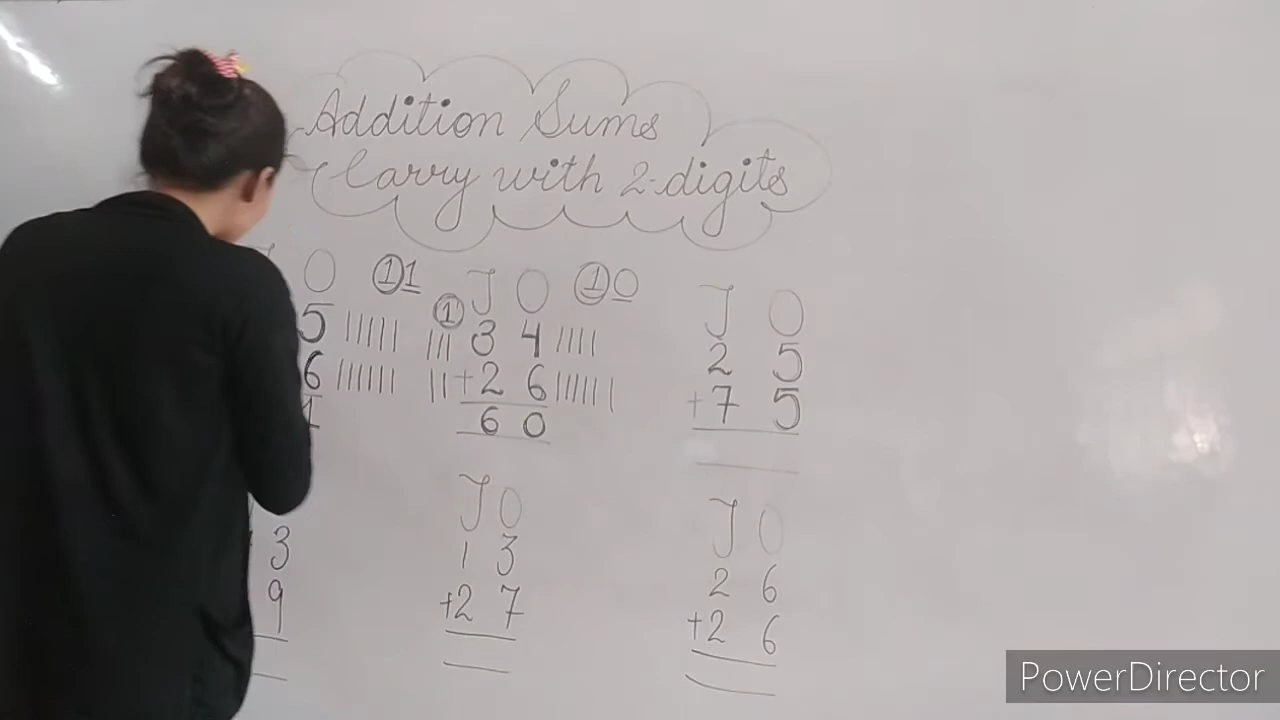 Addition Sums
Carry with 2-digits
O 11
5
6
1
T O 10
1
3 4
+2 6
6 0
T O
2 5
+7 5
3
9
T O
1 3
+2 7
T O
2 6
+2 6
PowerDirector